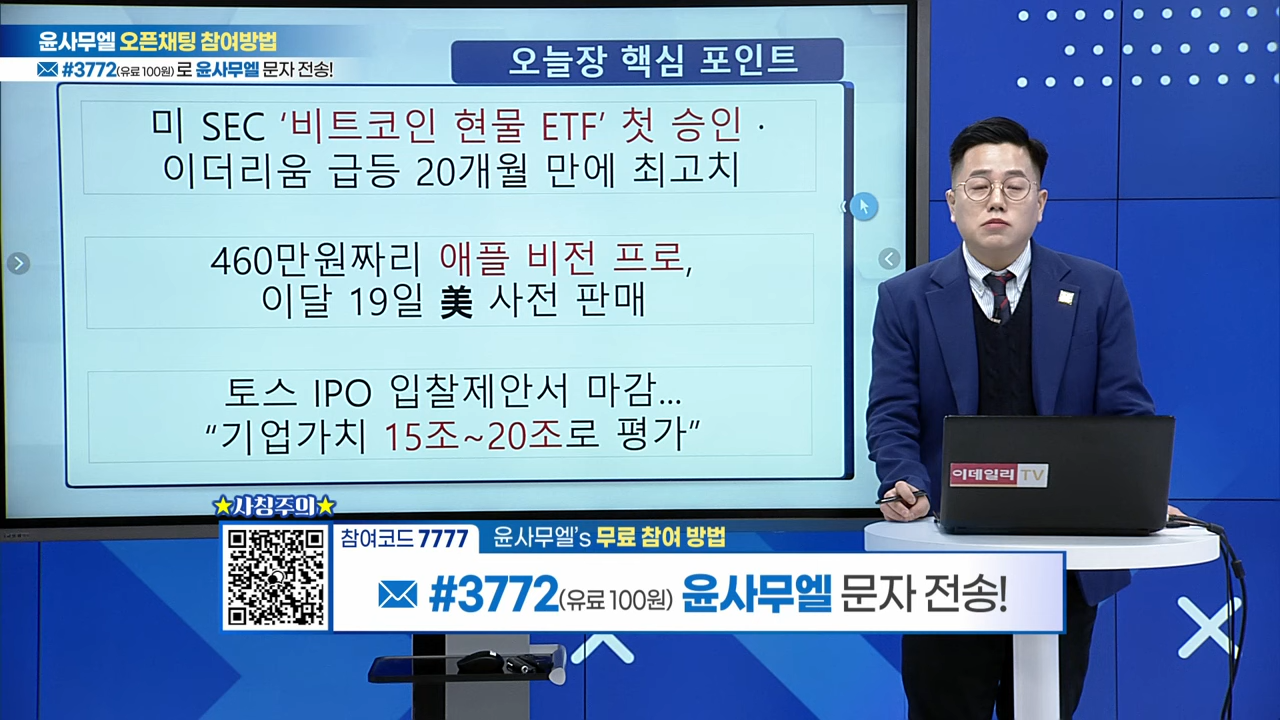 윤사무엘 오픈채팅 참여방법
#3772(유료 100원) 로 윤사무엘 문자 전송!
오늘장 핵심 포인트
미 SEC ‘비트코인 현물 ETF’ 첫 승인 ·
이더리움 급등 20개월 만에 최고치
460만원짜리 애플 비전 프로,
이달 19일 美 사전 판매
토스 IPO 입찰제안서 마감...
“기업가치 15조~20조로 평가”
이데일리 TV
★사칭주의★
참여코드 7777
윤사무엘's 무료 참여 방법
#3772(유료 100원) 윤사무엘 문자 전송!